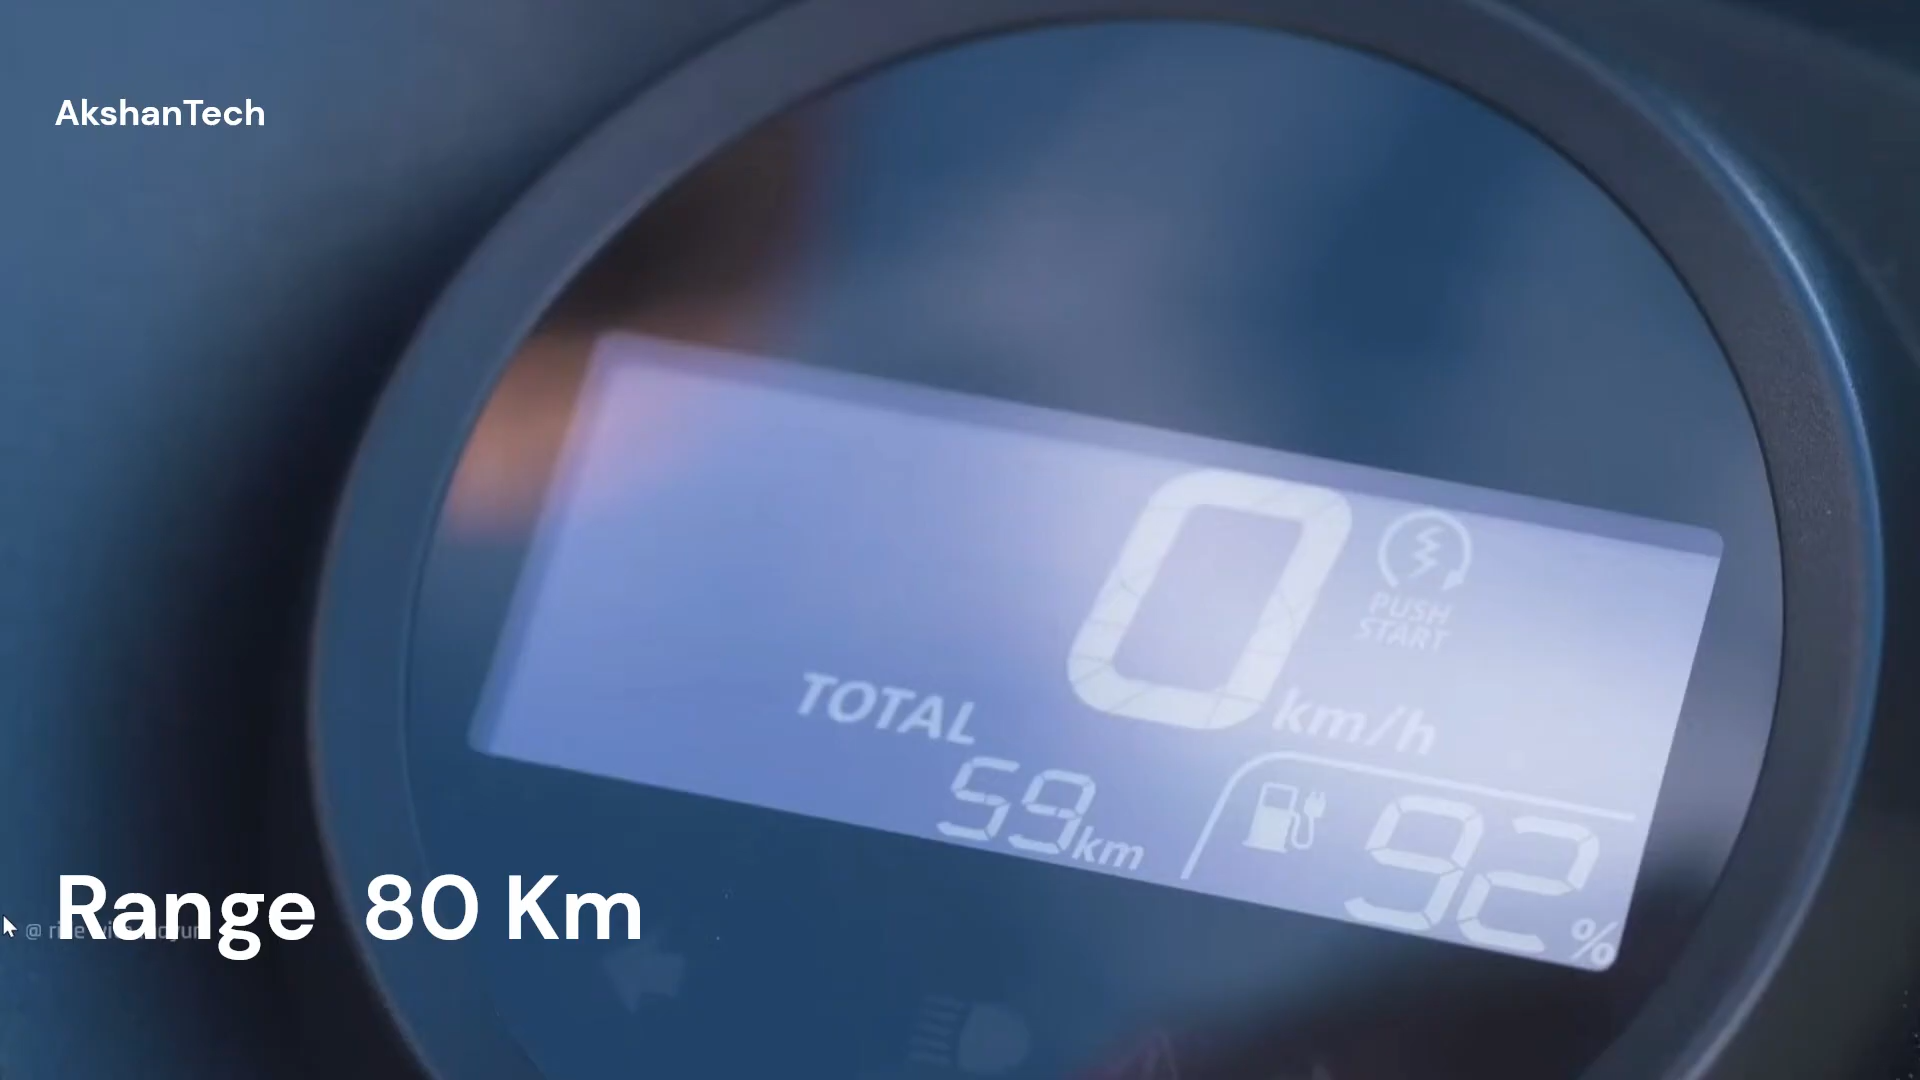 AkshanTech
0
PUSH
START
km/h
TOTAL
59km
92%
Range 80 Km